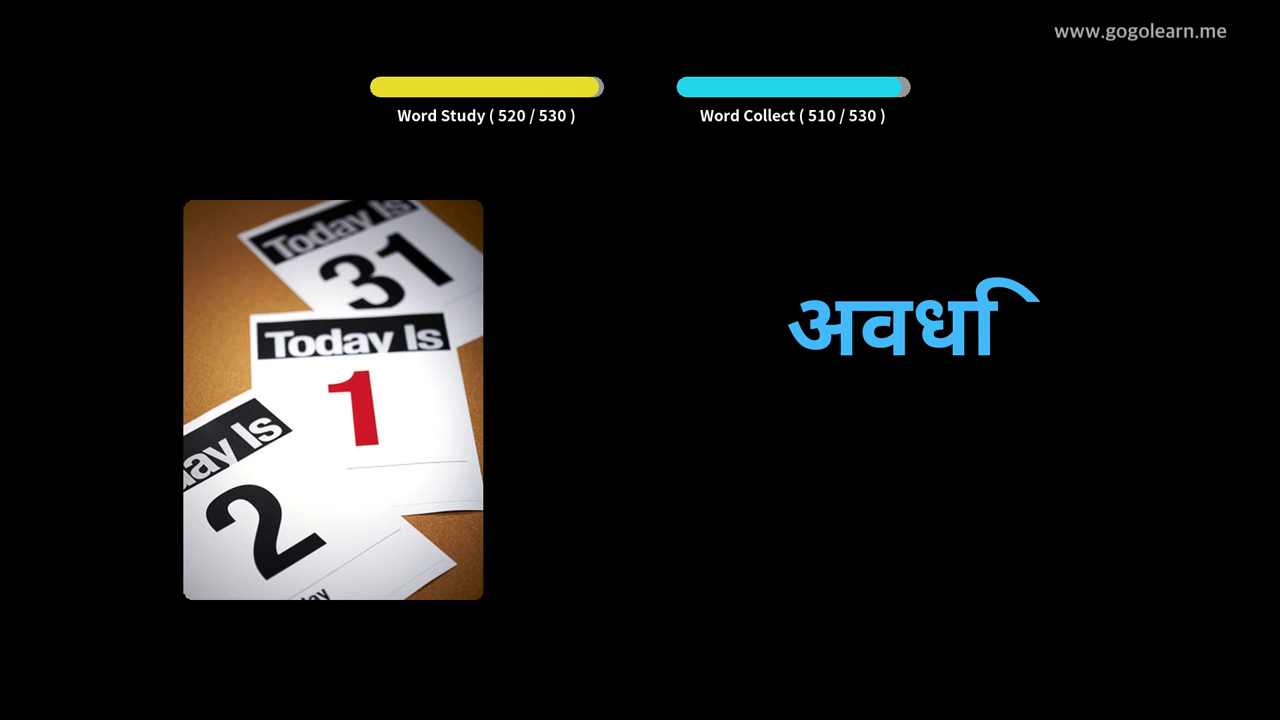 www.gogolearn.me
Word Study ( 520 / 530 )
Word Collect ( 510 / 530 )
Today Is
31
Today Is
1
ay Is
2
ay
अवधि